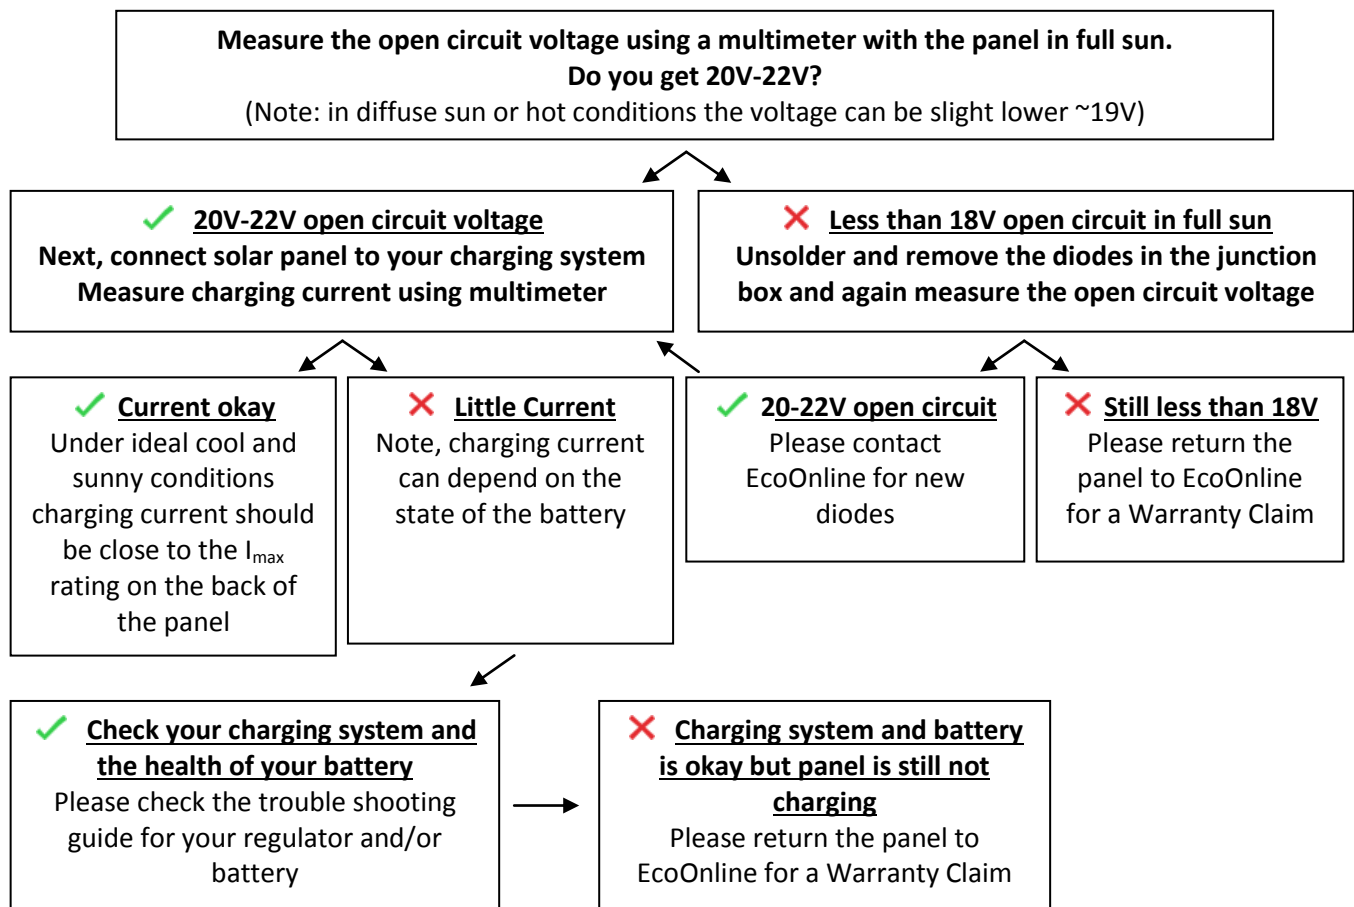 Measure the open circuit voltage using a multimeter with the panel in full sun.
Do you get 20V-22V?
(Note: in diffuse sun or hot conditions the voltage can be slight lower ~19V)
20V-22V open circuit voltage
Next, connect solar panel to your charging system
Measure charging current using multimeter
Less than 18V open circuit in full sun
Unsolder and remove the diodes in the junction
box and again measure the open circuit voltage
Current okay
Under ideal cool and
sunny conditions
charging current should
be close to the Imax
rating on the back of
the panel
Little Current
Note, charging current
can depend on the
state of the battery
20-22V open circuit
Please contact
EcoOnline for new
diodes
Still less than 18V
Please return the
panel to EcoOnline
for a Warranty Claim
Check your charging system and
the health of your battery
Please check the trouble shooting
guide for your regulator and/or
battery
Charging system and battery
is okay but panel is still not
charging
Please return the panel to
EcoOnline for a Warranty Claim